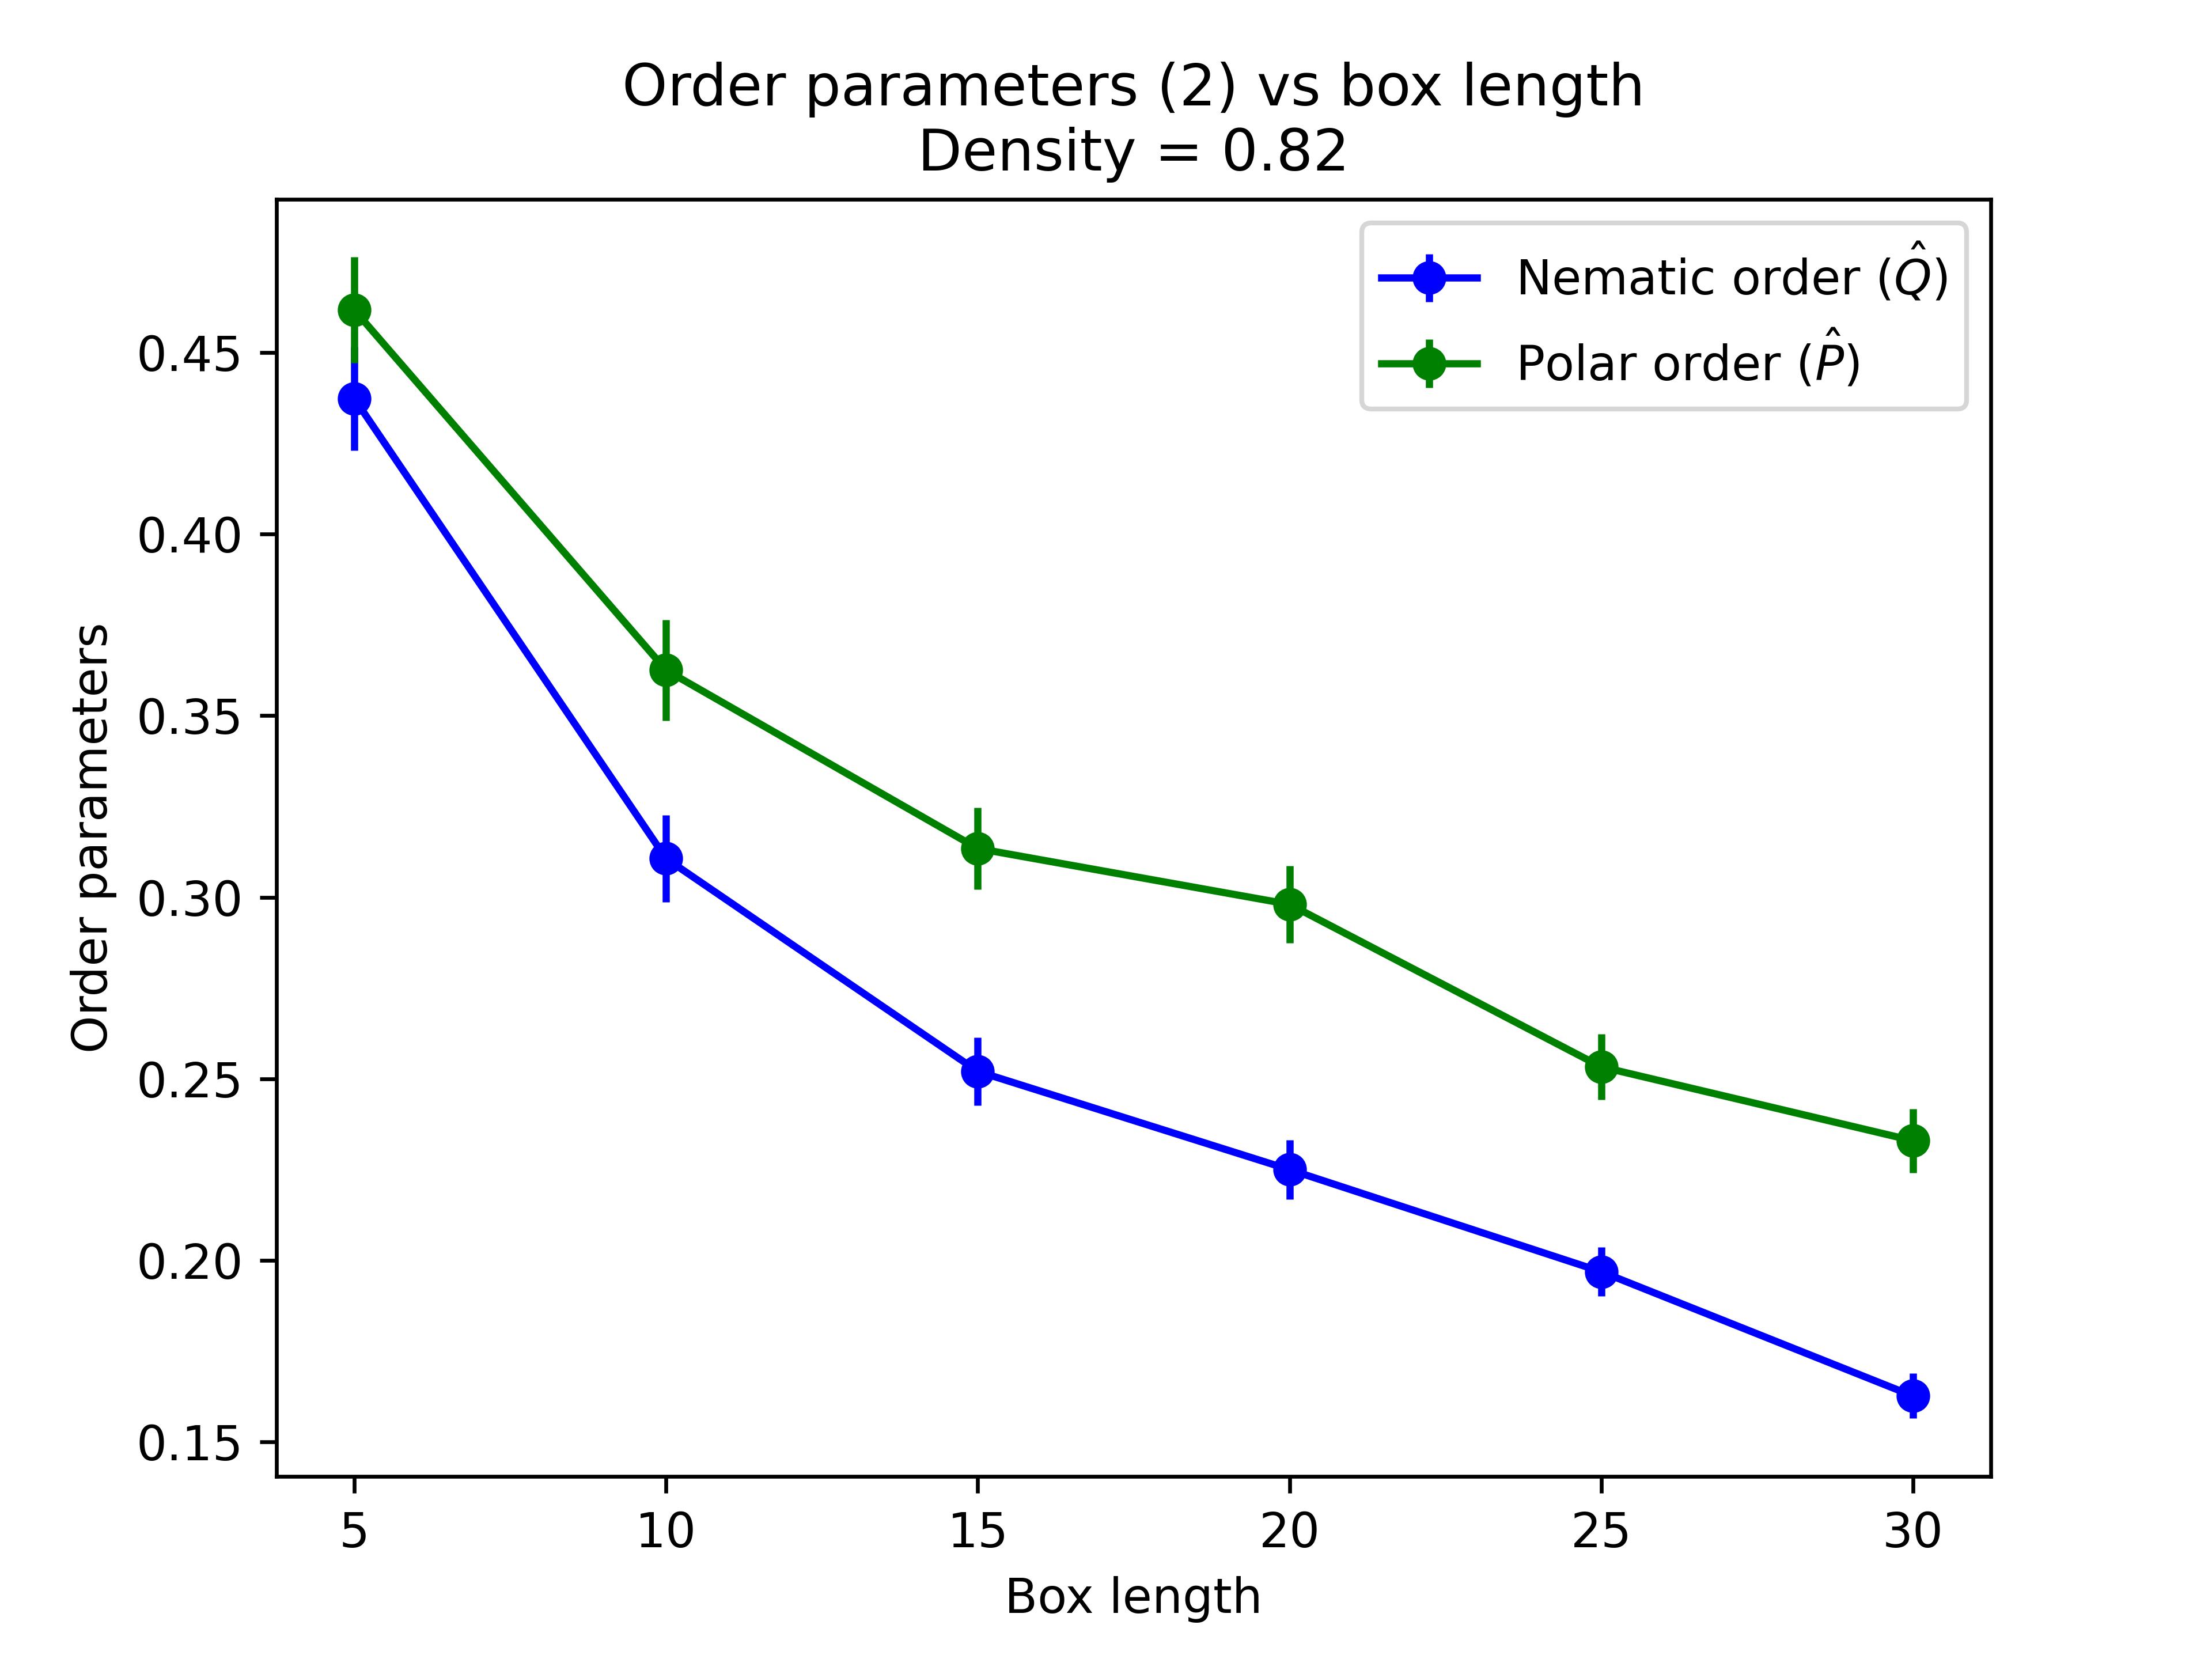 Order parameters (2) vs box length
Density = 0.82
Nematic order (Q̂)
Polar order (P̂)
Order parameters
0.45
0.40
0.35
0.30
0.25
0.20
0.15
5 10 15 20 25 30
Box length